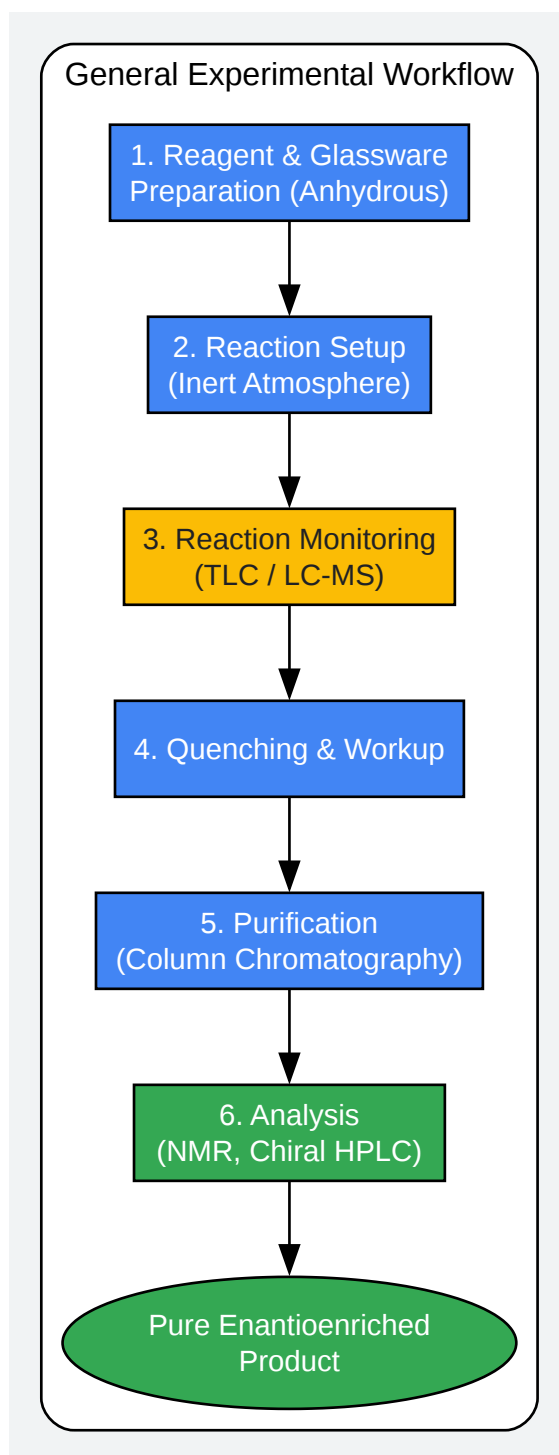 General Experimental Workflow
1. Reagent & Glassware
Preparation (Anhydrous)
2. Reaction Setup
(Inert Atmosphere)
3. Reaction Monitoring
(TLC / LC-MS)
4. Quenching & Workup
5. Purification
(Column Chromatography)
6. Analysis
(NMR, Chiral HPLC)
Pure Enantioenriched
Product